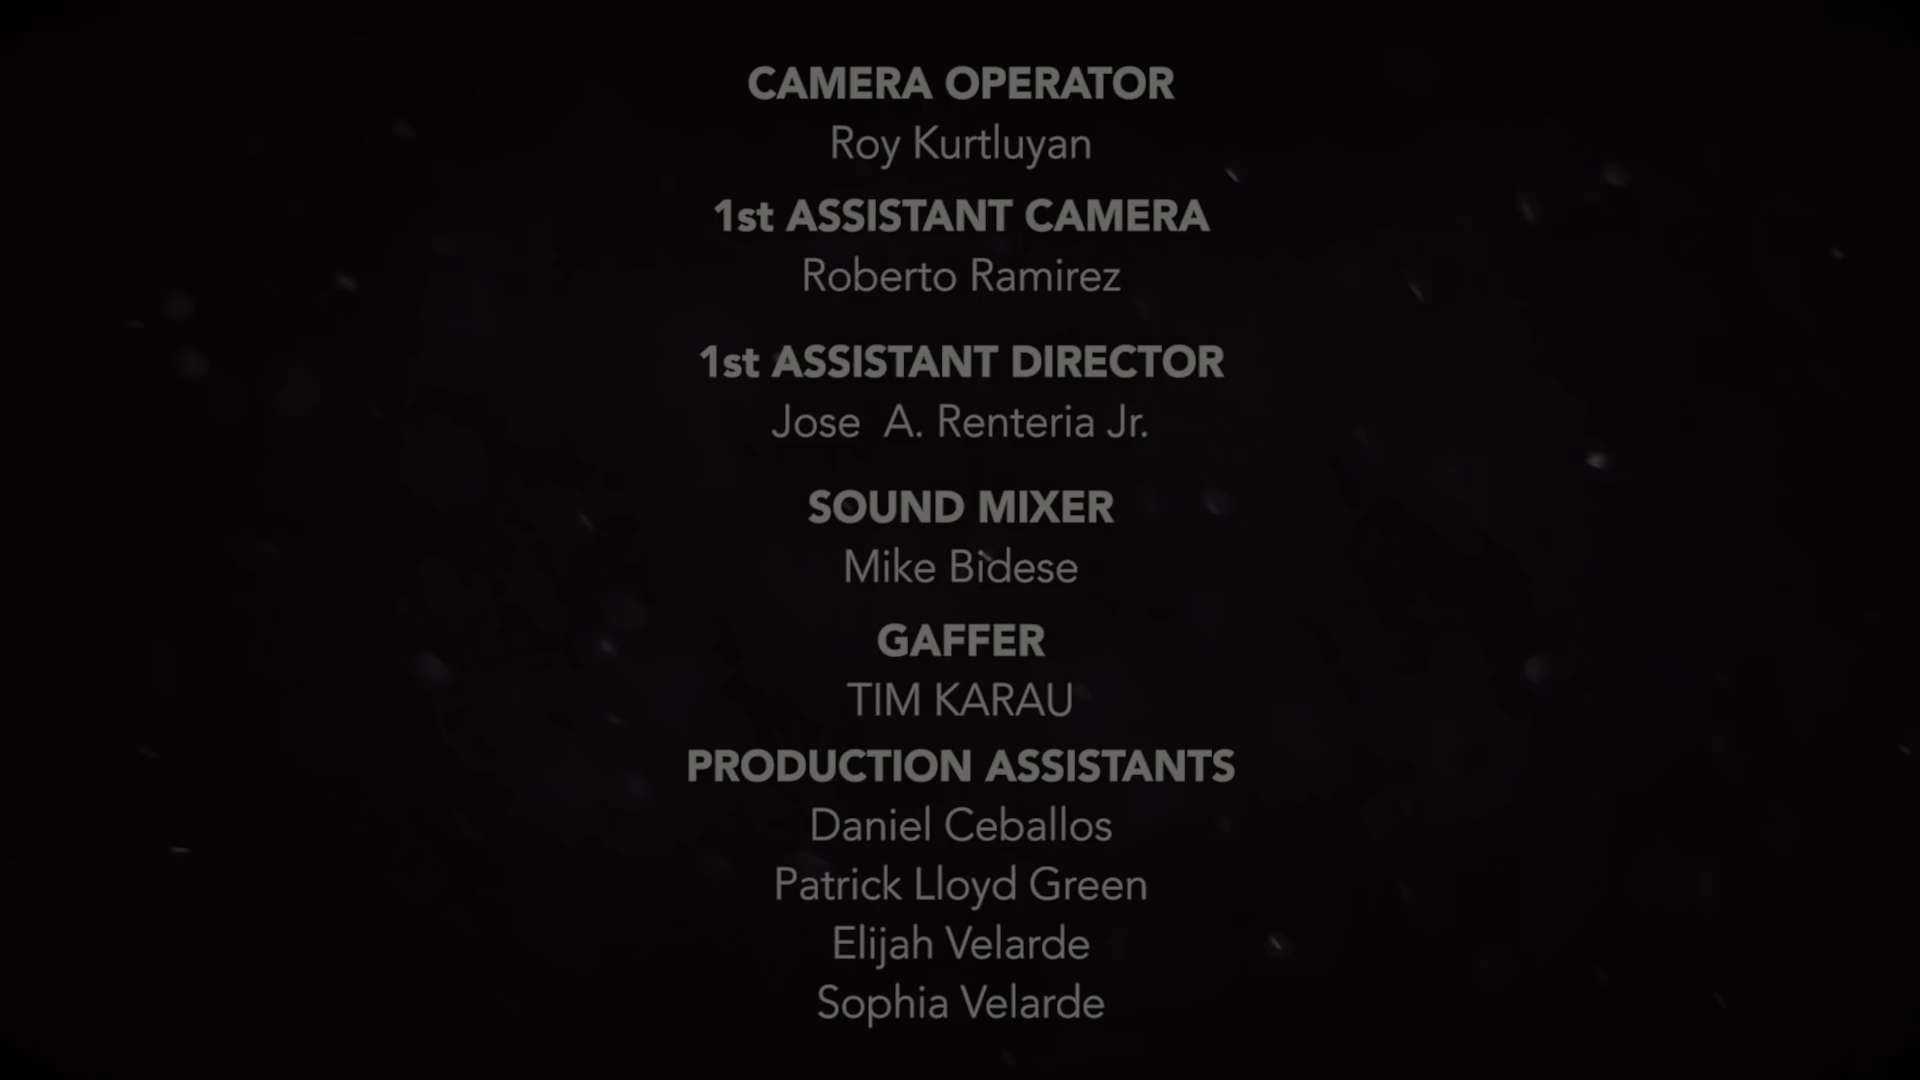 CAMERA OPERATOR
Roy Kurtluyan
1st ASSISTANT CAMERA
Roberto Ramirez
1st ASSISTANT DIRECTOR
Jose  A. Renteria Jr.
SOUND MIXER
Mike Bidese
GAFFER
TIM KARAU
PRODUCTION ASSISTANTS
Daniel Ceballos
Patrick Lloyd Green
Elijah Velarde
Sophia Velarde